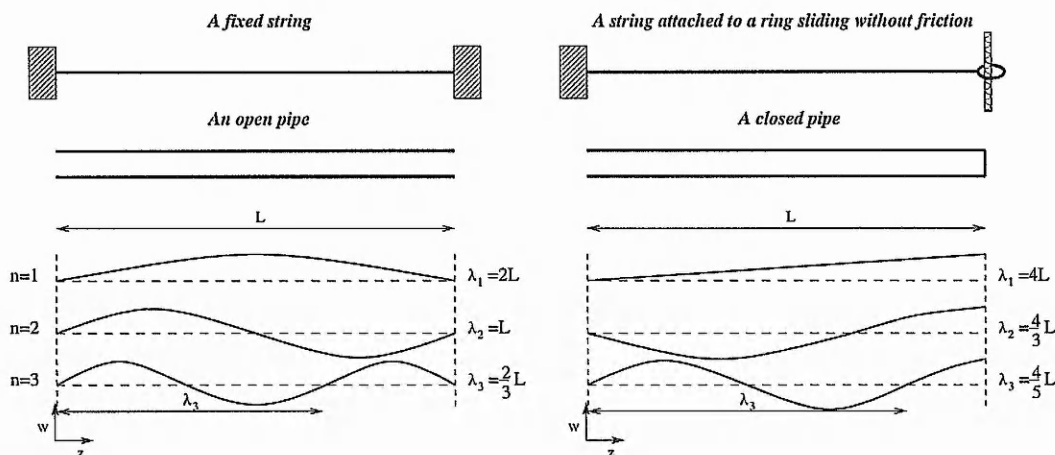 A fixed string
A string attached to a ring sliding without friction
An open pipe
A closed pipe
L
L
n=1
λ₁=2L
λ₁=4L
n=2
λ₂=L
λ₂=4/3 L
n=3
λ₃=2/3 L
λ₃=4/5 L
λ₃
λ₃
w
w
z
z